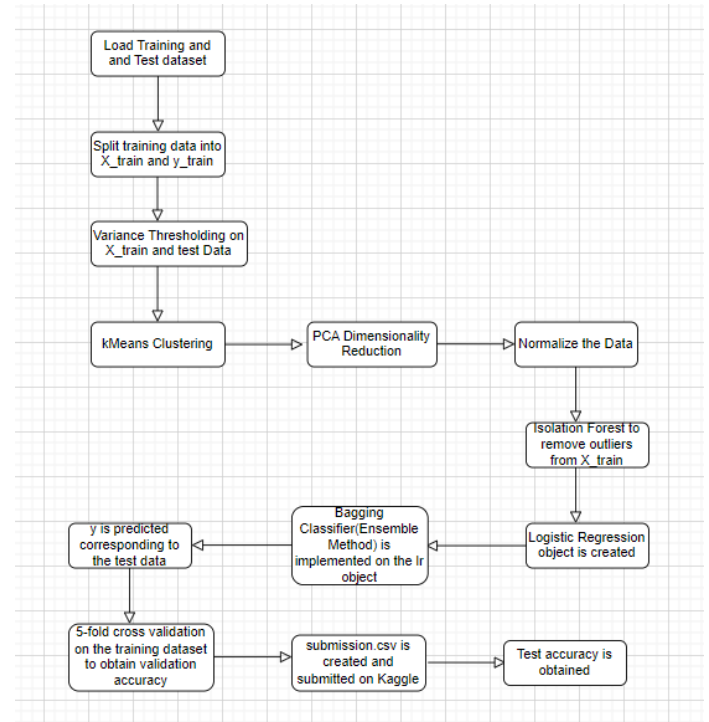 Load Training and
and Test dataset
Split training data into
X_train and y_train
Variance Thresholding on
X_train and test Data
kMeans Clustering
PCA Dimensionality
Reduction
Normalize the Data
Isolation Forest to
remove outliers
from X_train
Logistic Regression
object is created
Bagging
Classifier(Ensemble
Method) is
implemented on the lr
object
y is predicted
corresponding to
the test data
5-fold cross validation
on the training dataset
to obtain validation
accuracy
submission.csv is
created and
submitted on Kaggle
Test accuracy is
obtained